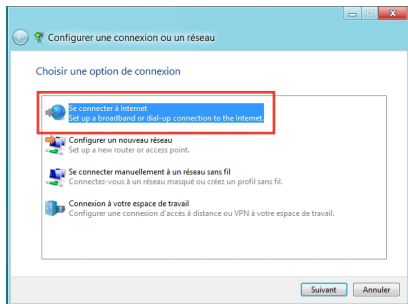 Configurer une connexion ou un réseau
Choisir une option de connexion
Se connecter à Internet
Set up a broadband or dial-up connection to the Internet.
Configurer un nouveau réseau
Set up a new router or access point.
Se connecter manuellement à un réseau sans fil
Connectez-vous à un réseau masqué ou créez un profil sans fil.
Connexion à votre espace de travail
Configurer une connexion d'accès à distance ou VPN à votre espace de travail.
Suivant
Annuler